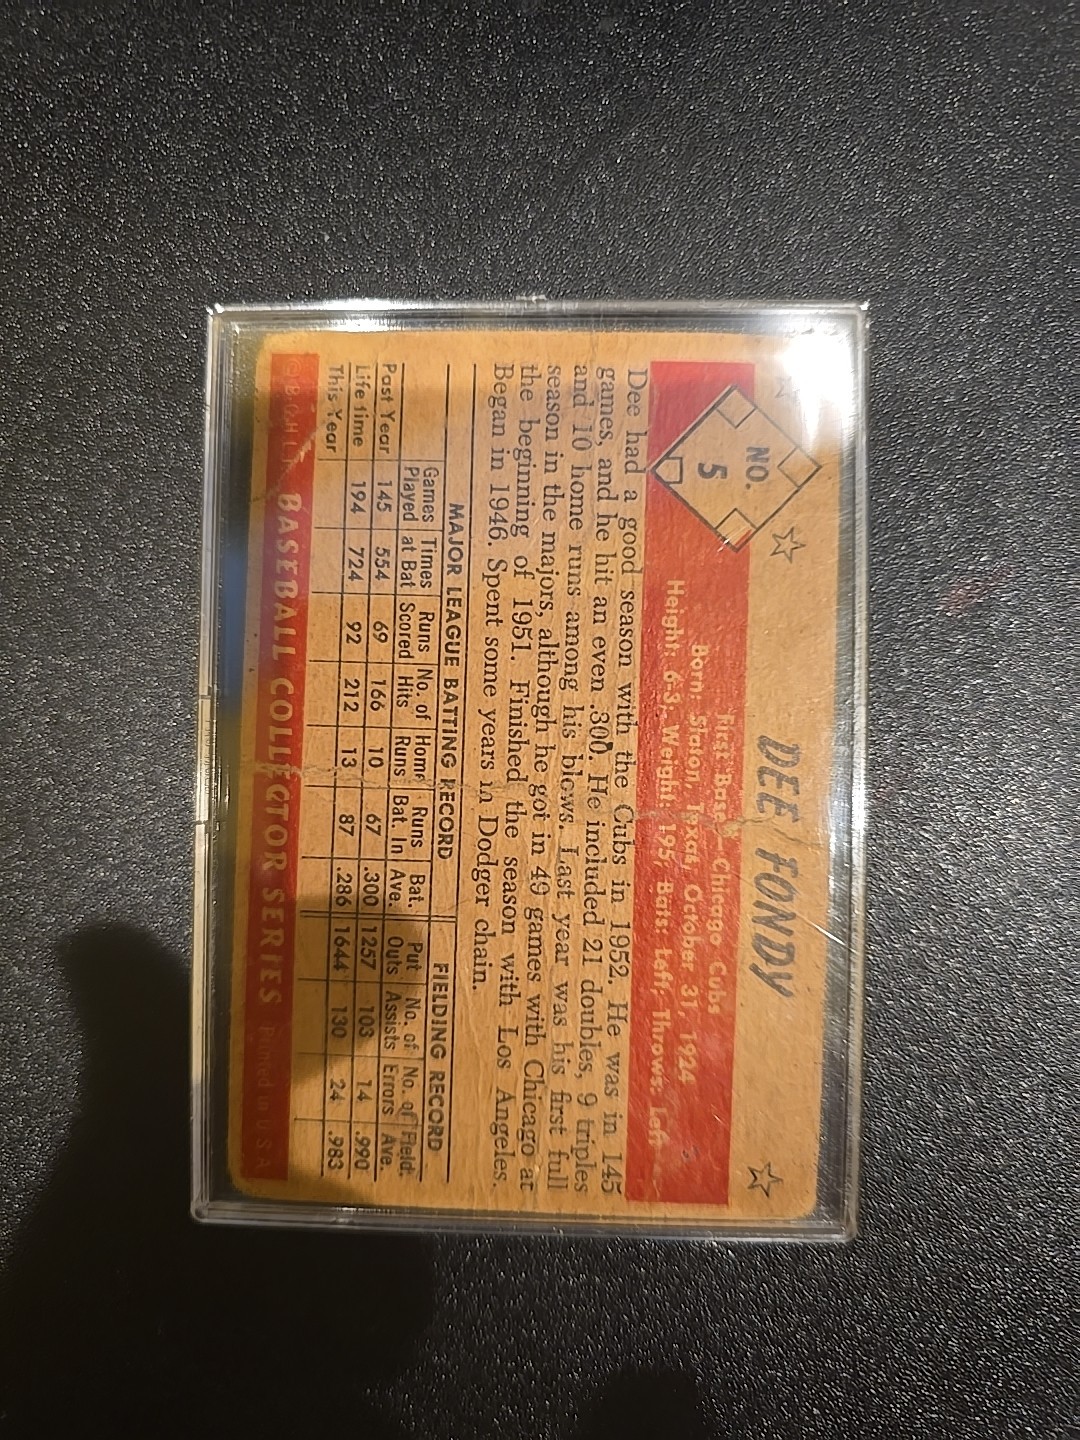 NO.
5
DEE FONDY
First Base—Chicago Cubs
Born: Slaton, Texas, October 31, 1924
Height: 6-3, Weight: 195, Bats: Left, Throws: Left
Dee had a good season with the Cubs in 1952. He was in 145
games, and he hit an even .300. He included 21 doubles, 9 triples
and 10 home runs among his blows. Last year was his first full
season in the majors, although he got in 49 games with Chicago at
the beginning of 1951. Finished the season with Los Angeles.
Began in 1946. Spent some years in Dodger chain.
MAJOR LEAGUE BATTING RECORD FIELDING RECORD
Games Times Runs No. of Home Runs Bat. Put No. of No. of Field.
Played at Bat Scored Hits Runs Bat. In Ave. Outs Assists Errors Ave.
Past Year 145 554 69 166 10 67 .300 1257 103 14 .990
Life time 194 724 92 212 13 87 .286 1644 130 24 .983
This Year
BASEBALL COLLECTOR SERIES Printed in U.S.A.